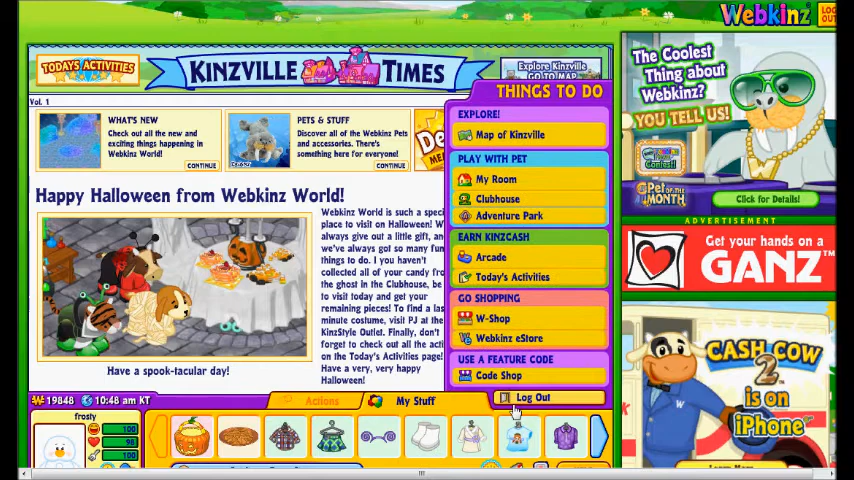 Webkinz
LOG
OUT
TODAYS ACTIVITIES
KINZVILLE TIMES
Explore Kinzville
GO TO MAP
Vol. 1
WHAT'S NEW
Check out all the new and
exciting things happening in
Webkinz World!
CONTINUE
PETS & STUFF
Discover all of the Webkinz Pets
and accessories. There's
something here for everyone!
CONTINUE
Happy Halloween from Webkinz World!
Webkinz World is such a speci
place to visit on Halloween! W
always give out a little gift, an
we've always got so many fun
things to do. I you haven't
collected all of your candy fro
the ghost in the Clubhouse, be
to visit today and get your
remaining pieces! To find a las
minute costume, visit PJ at the
KinzStyle Outlet. Finally, don't
forget to check out all the acti
on the Today's Activities page!
Have a very, very happy
Halloween!
Have a spook-tacular day!
THINGS TO DO
EXPLORE!
Map of Kinzville
PLAY WITH PET
My Room
Clubhouse
Adventure Park
EARN KINZCASH
Arcade
Today's Activities
GO SHOPPING
W-Shop
Webkinz eStore
USE A FEATURE CODE
Code Shop
Log Out
19848
10:48 am KT
Actions
My Stuff
frosty
100
98
100
The Coolest
Thing about
Webkinz?
YOU TELL US!
Pet OF THE
MONTH
Click for Details!
ADVERTISEMENT
Get your hands on a
GANZ
CASH COW
2
is on
iPhone